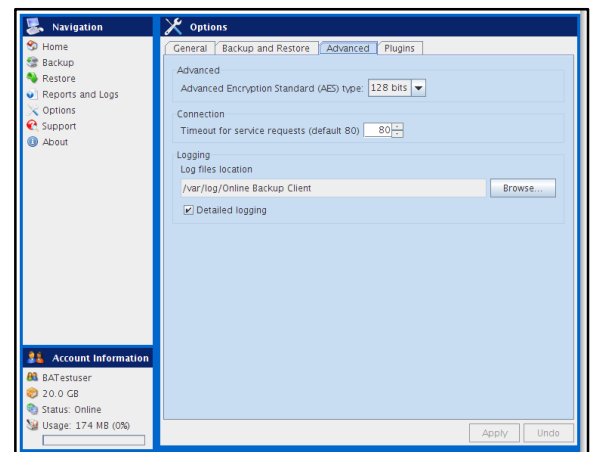 Navigation
Home
Backup
Restore
Reports and Logs
Options
Support
About
Account Information
BATestuser
20.0 GB
Status: Online
Usage: 174 MB (0%)
Options
General Backup and Restore Advanced Plugins
Advanced
Advanced Encryption Standard (AES) type: 128 bits
Connection
Timeout for service requests (default 80) 80
Logging
Log files location
/var/log/Online Backup Client Browse...
Detailed logging
Apply Undo